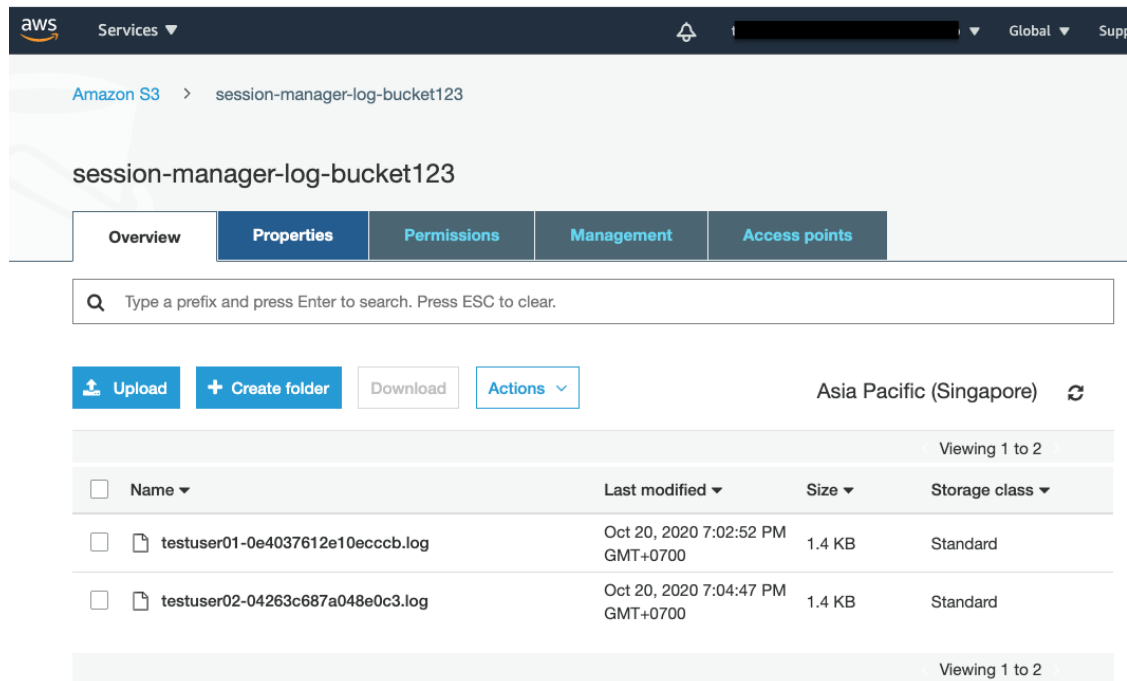 aws Services Global Supp
Amazon S3 > session-manager-log-bucket123
session-manager-log-bucket123
Overview Properties Permissions Management Access points
Type a prefix and press Enter to search. Press ESC to clear.
Upload + Create folder Download Actions Asia Pacific (Singapore)
Viewing 1 to 2
Name Last modified Size Storage class
testuser01-0e4037612e10ecccb.log Oct 20, 2020 7:02:52 PM GMT+0700 1.4 KB Standard
testuser02-04263c687a048e0c3.log Oct 20, 2020 7:04:47 PM GMT+0700 1.4 KB Standard
Viewing 1 to 2